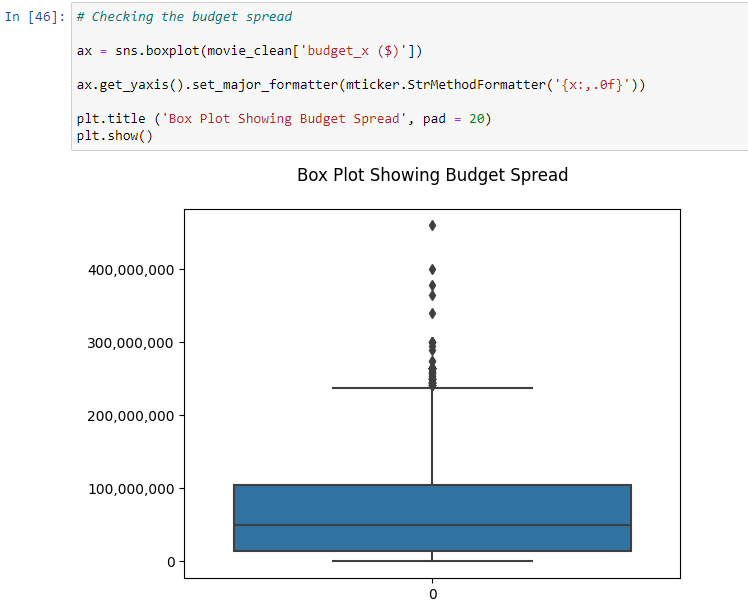 In [46]: # Checking the budget spread
ax = sns.boxplot(movie_clean['budget_x ($)'])
ax.get_yaxis().set_major_formatter(mticker.StrMethodFormatter('{x:,.0f}'))
plt.title ('Box Plot Showing Budget Spread', pad = 20)
plt.show()
Box Plot Showing Budget Spread
400,000,000
300,000,000
200,000,000
100,000,000
0
0